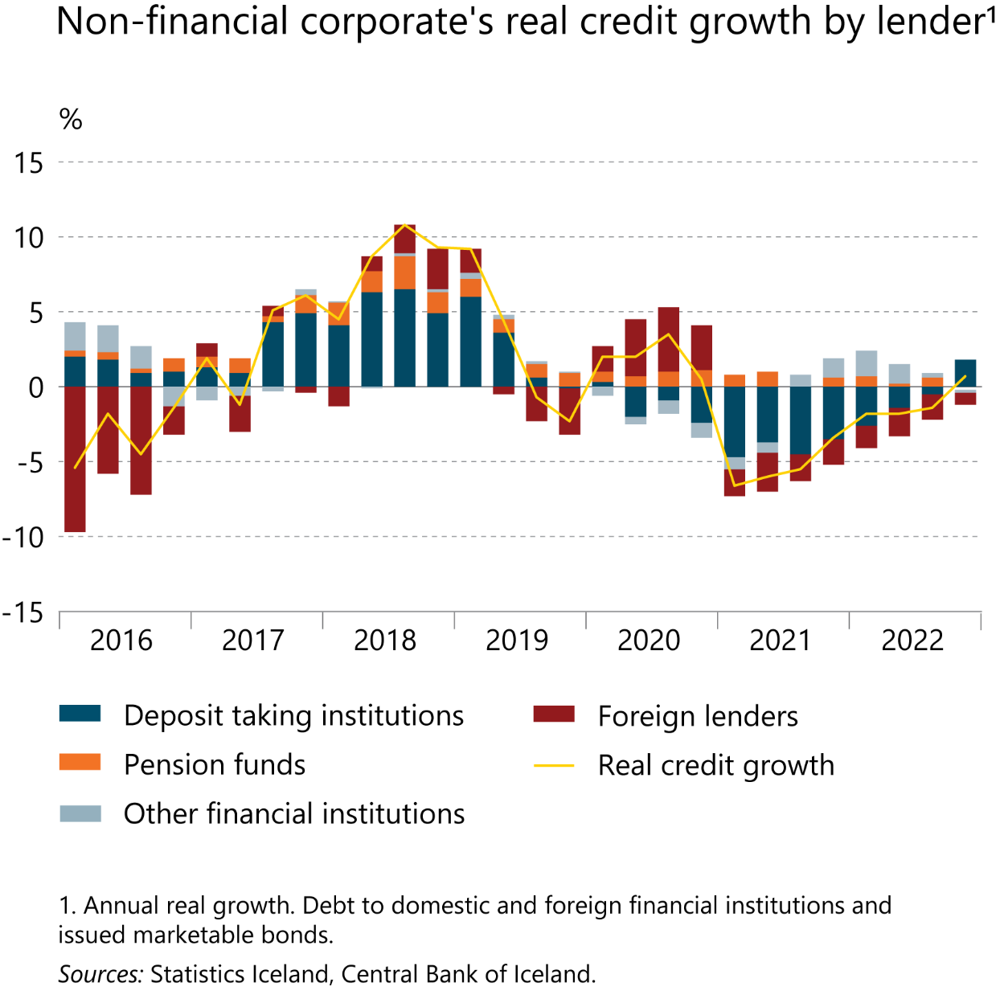 Non-financial corporate's real credit growth by lender¹
%
15
10
5
0
-5
-10
-15
2016 2017 2018 2019 2020 2021 2022
Deposit taking institutions
Pension funds
Other financial institutions
Foreign lenders
Real credit growth
1. Annual real growth. Debt to domestic and foreign financial institutions and
issued marketable bonds.
Sources: Statistics Iceland, Central Bank of Iceland.